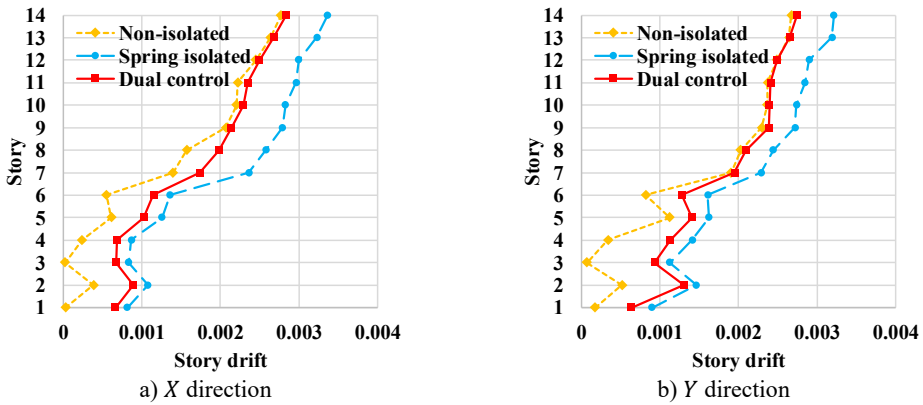 14
13
12
11
10
9
8
7
6
5
4
3
2
1
Story
Non-isolated
Spring isolated
Dual control
0 0.001 0.002 0.003 0.004
Story drift
a) X direction
14
13
12
11
10
9
8
7
6
5
4
3
2
1
Story
Non-isolated
Spring isolated
Dual control
0 0.001 0.002 0.003 0.004
Story drift
b) Y direction